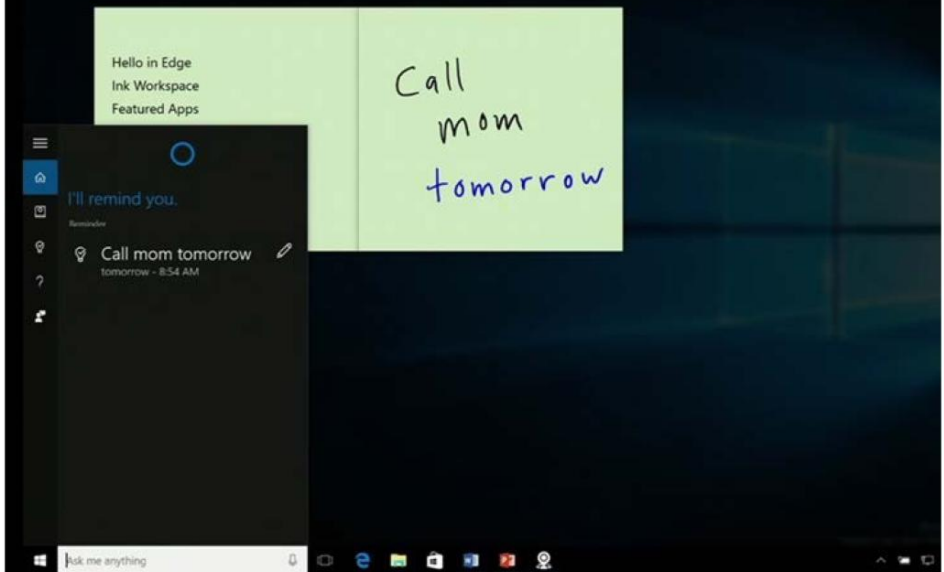 Hello in Edge
Ink Workspace
Featured Apps
Call
mom
tomorrow
I'll remind you.
Reminder
Call mom tomorrow
tomorrow - 8:54 AM
Ask me anything